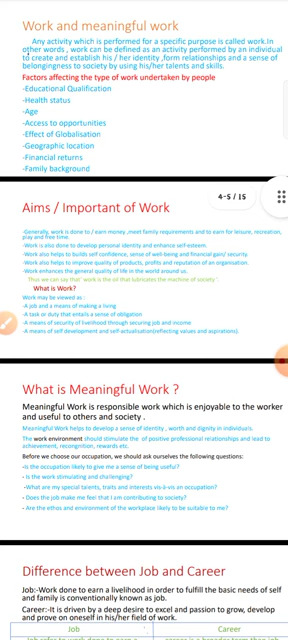 Work and meaningful work
Any activity which is performed for a specific purpose is called work.In
other words , work can be defined as an activity performed by an individual
to create and establish his / her identity ,form relationships and a sense of
belongingness to society by using his/her talents and skills.
Factors affecting the type of work undertaken by people
-Educational Qualification
-Health status
-Age
-Access to opportunities
-Effect of Globalisation
-Geographic location
-Financial returns
-Family background
4-5 / 15
Aims / Important of Work
-Generally, work is done to / earn money ,meet family requirements and to earn for leisure, recreation,
play and free time.
-Work is also done to develop personal identity and enhance self-esteem.
-Work also helps to builds self confidence, sense of well-being and financial gain/ security.
-Work also helps to improve quality of products, profits and reputation of an organisation.
-Work enhances the general quality of life in the world around us.
'Thus we can say that 'work is the oil that lubricates the machine of society '.
What is Work?
Work may be viewed as :
-A job and a means of making a living
-A task or duty that entails a sense of obligation
-A means of security of livelihood through securing job and income
-A means of self development and self-actualisation(reflecting values and aspirations).
What is Meaningful Work ?
Meaningful Work is responsible work which is enjoyable to the worker
and useful to others and society .
Meaningful Work helps to develop a sense of identity , worth and dignity in individuals.
The work environment should stimulate the of positive professional relationships and lead to
achievement, recongnition, rewards etc.
Before we choose our occupation, we should ask ourselves the following questions:
-Is the occupation likely to give me a sense of being useful?
- Is the work stimulating and challenging?
-What are my special talents, traits and interests vis-à-vis an occupation?
- Does the job make me feel that I am contributing to society?
- Are the ethos and environment of the workplace likely to be suitable to me?
Difference between Job and Career
Job:-Work done to earn a livelihood in order to fulfill the basic needs of self
and family is conventionally known as job.
Career:-It is driven by a deep desire to excel and passion to grow, develop
and prove on oneself in his/her field of work.
Job Career